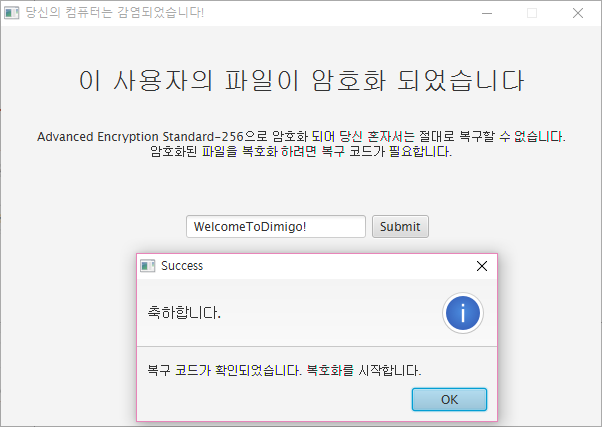 당신의 컴퓨터는 감염되었습니다!
이 사용자의 파일이 암호화 되었습니다
Advanced Encryption Standard-256으로 암호화 되어 당신 혼자서는 절대로 복구할 수 없습니다.
암호화된 파일을 복호화 하려면 복구 코드가 필요합니다.
WelcomeToDimigo! Submit
Success
축하합니다.
복구 코드가 확인되었습니다. 복호화를 시작합니다.
OK